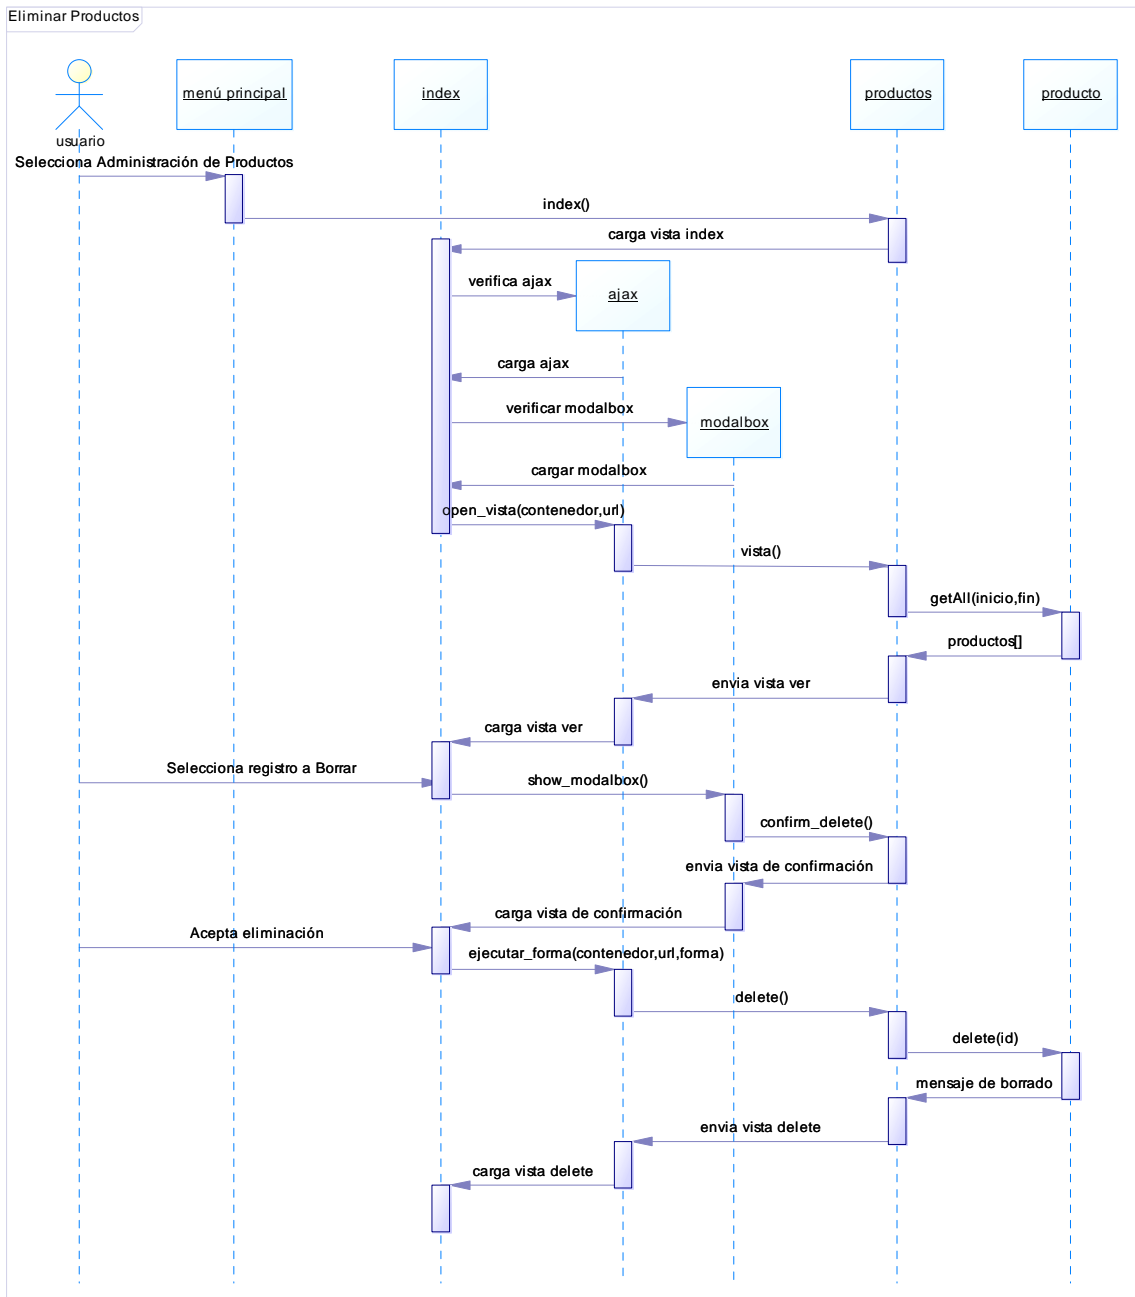 Eliminar Productos
menú principal
index
productos
producto
usuario
Selecciona Administración de Productos
index()
carga vista index
verifica ajax
ajax
carga ajax
verificar modalbox
modalbox
cargar modalbox
open_vista(contenedor,url)
vista()
getAll(inicio,fin)
productos[]
envia vista ver
carga vista ver
Selecciona registro a Borrar
show_modalbox()
confirm_delete()
envia vista de confirmación
carga vista de confirmación
Acepta eliminación
ejecutar_forma(contenedor,url,forma)
delete()
delete(id)
mensaje de borrado
envia vista delete
carga vista delete